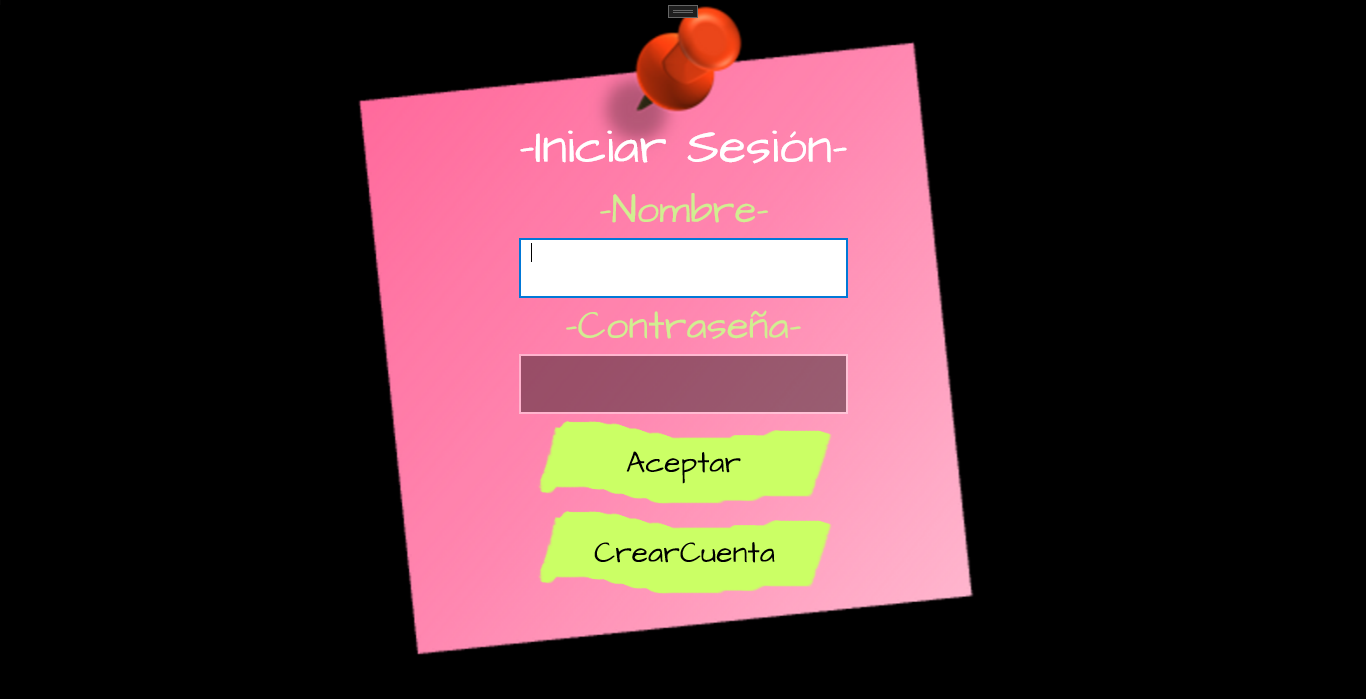 -Iniciar Sesión-
-Nombre-
-Contraseña-
Aceptar
CrearCuenta